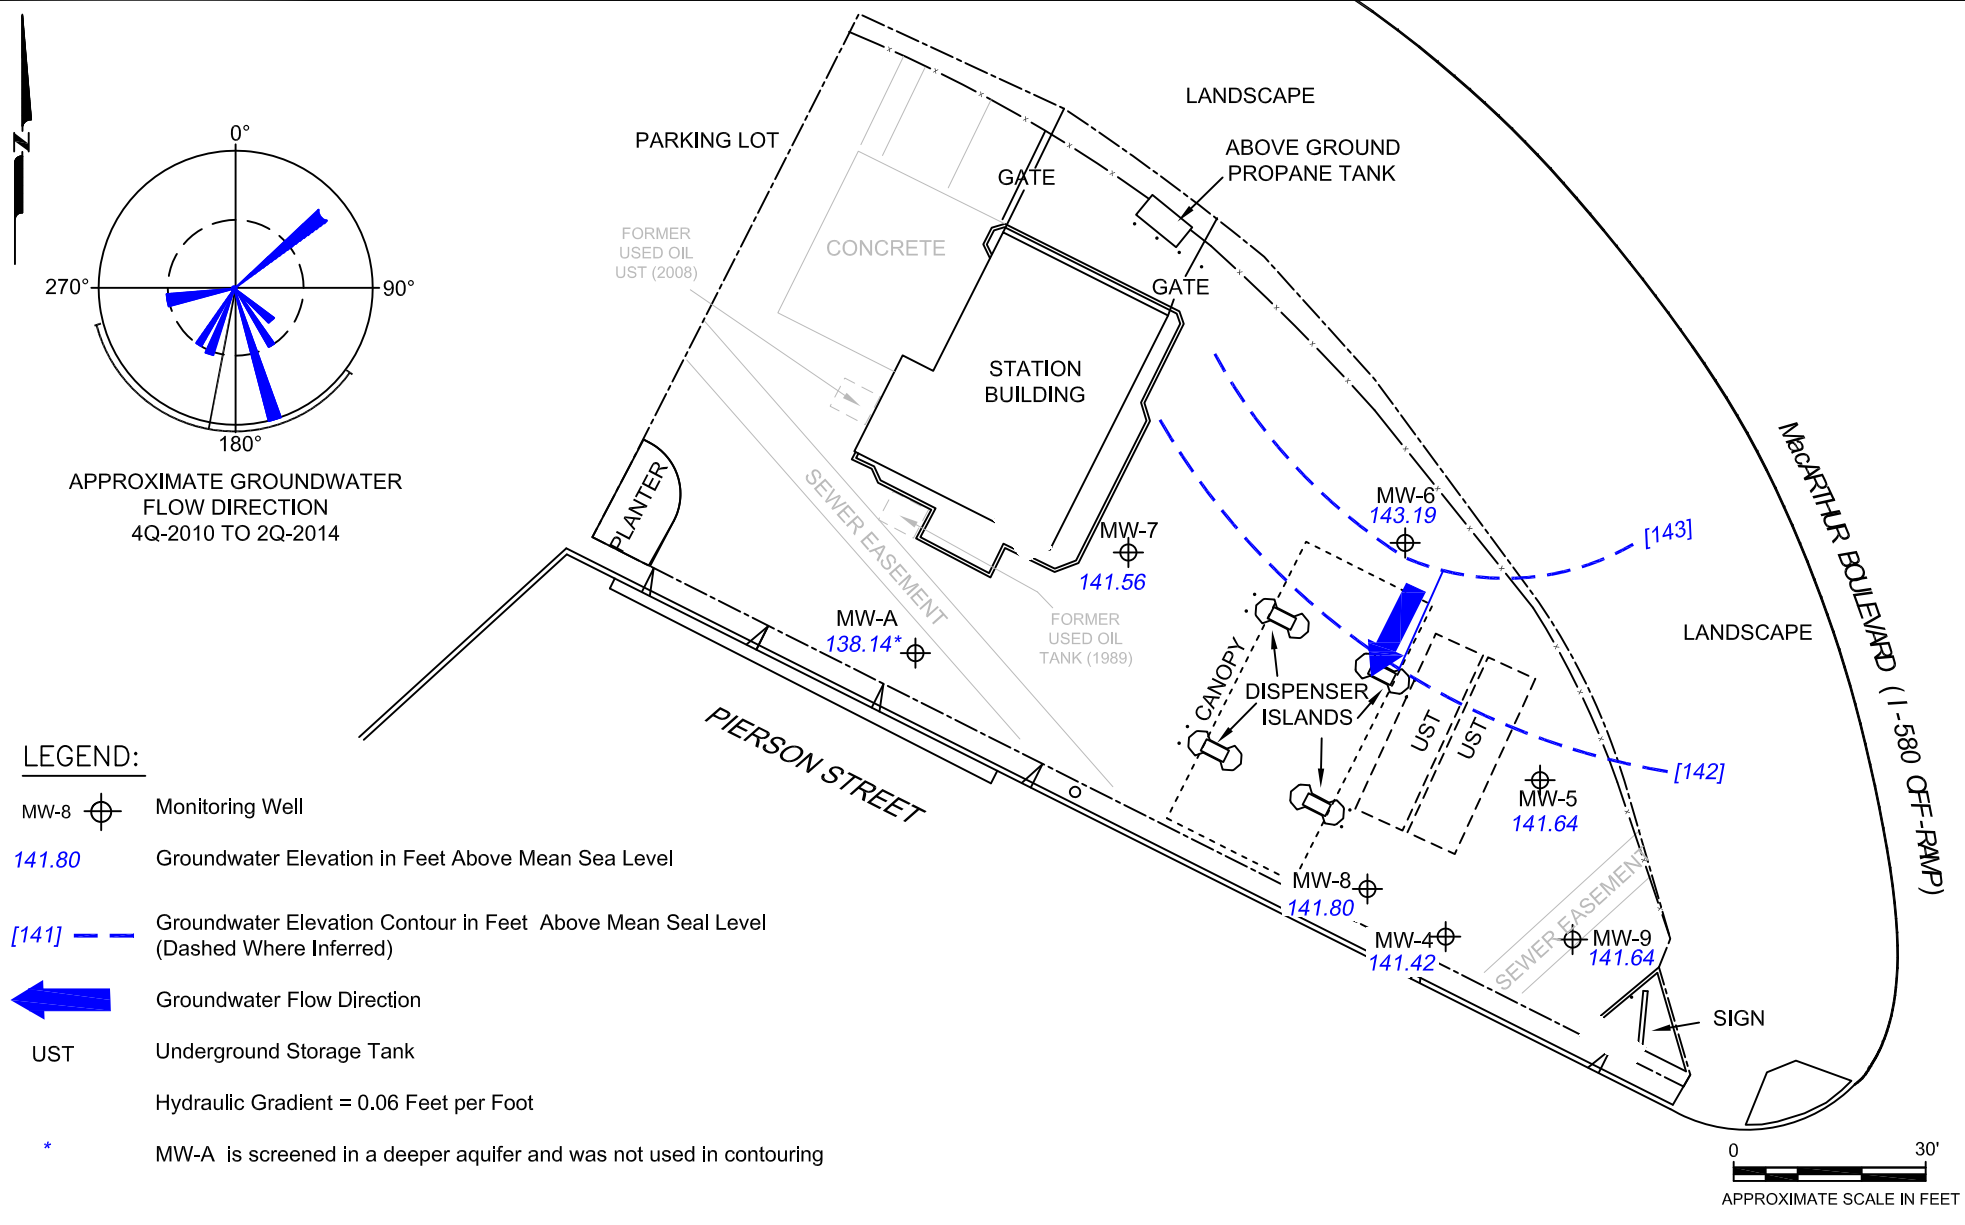 N
0°
270°
90°
180°
APPROXIMATE GROUNDWATER
FLOW DIRECTION
4Q-2010 TO 2Q-2014
PARKING LOT
LANDSCAPE
ABOVE GROUND
PROPANE TANK
GATE
FORMER
USED OIL
UST (2008)
CONCRETE
GATE
STATION
BUILDING
PLANTER
SEWER EASEMENT
MW-7
141.56
MW-6
143.19
[143]
MacARTHUR BOULEVARD (I-580 OFF-RAMP)
MW-A
138.14*
FORMER
USED OIL
TANK (1989)
LANDSCAPE
CANOPY
DISPENSER
ISLANDS
UST
UST
[142]
PIERSON STREET
MW-5
141.64
MW-8
141.80
MW-4
141.42
SEWER EASEMENT
MW-9
141.64
SIGN
LEGEND:
MW-8 Monitoring Well
141.80 Groundwater Elevation in Feet Above Mean Sea Level
[141] Groundwater Elevation Contour in Feet Above Mean Seal Level
(Dashed Where Inferred)
Groundwater Flow Direction
UST Underground Storage Tank
Hydraulic Gradient = 0.06 Feet per Foot
* MW-A is screened in a deeper aquifer and was not used in contouring
0 30'
APPROXIMATE SCALE IN FEET